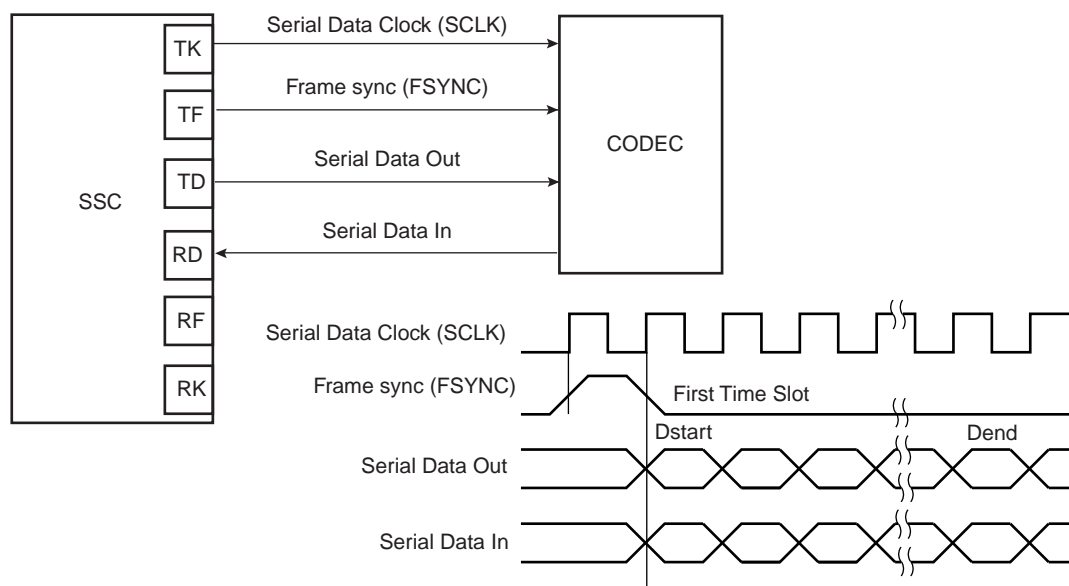 Serial Data Clock (SCLK)
TK
Frame sync (FSYNC)
TF
CODEC
Serial Data Out
TD
SSC
Serial Data In
RD
RF
Serial Data Clock (SCLK)
RK
Frame sync (FSYNC)
First Time Slot
Dstart
Dend
Serial Data Out
Serial Data In